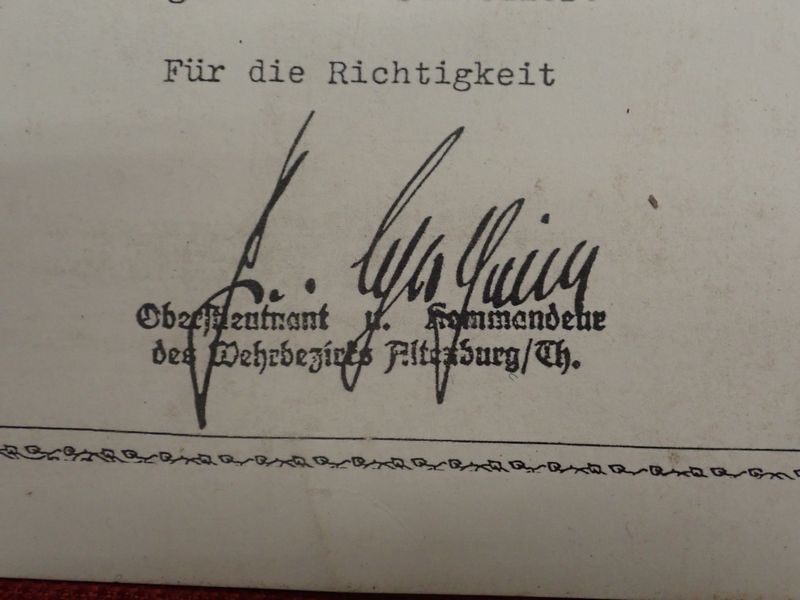 Für die Richtigkeit
Oberstleutnant u. Kommandeur
des Wehrbezirks Altenburg/Th.